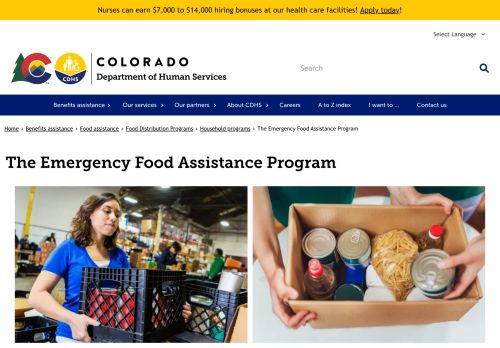 Nurses can earn $7,000 to $14,000 hiring bonuses at our health care facilities! Apply today!
Select Language
COLORADO
Department of Human Services
CDHS
Search
Benefits assistance › Our services › Our partners › About CDHS › Careers A to Z index I want to ... Contact us
Home › Benefits assistance › Food assistance › Food Distribution Programs › Household programs › The Emergency Food Assistance Program
The Emergency Food Assistance Program